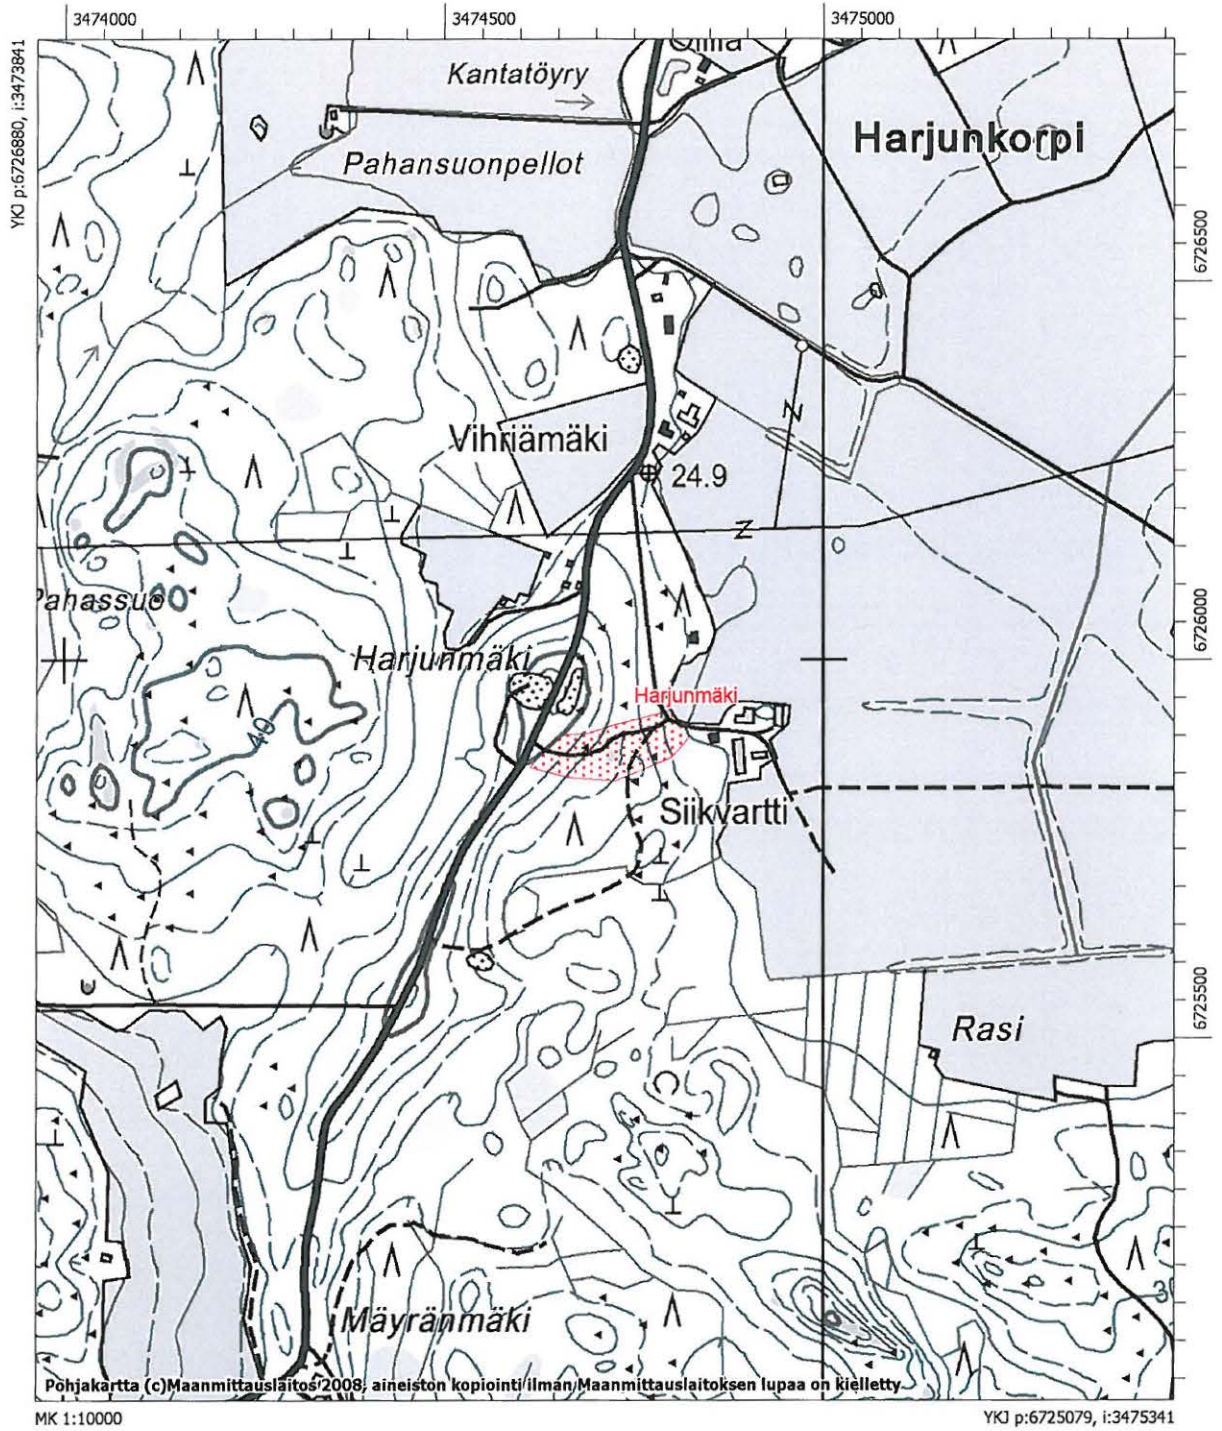 3474000
3474500
3475000
YKJ p:6726880, i:3473841
Ollila
Kantatöyry
Harjunkorpi
Pahansuonpellot
6726500
Vihriämäki
24.9
Pahassuo
6726000
Harjunmäki
Harjunmäki
40
Siikvartti
6725500
Rasi
Mäyränmäki
Pohjakartta (c)Maanmittauslaitos 2008, aineiston kopiointi ilman Maanmittauslaitoksen lupaa on kielletty
MK 1:10000
YKJ p:6725079, i:3475341